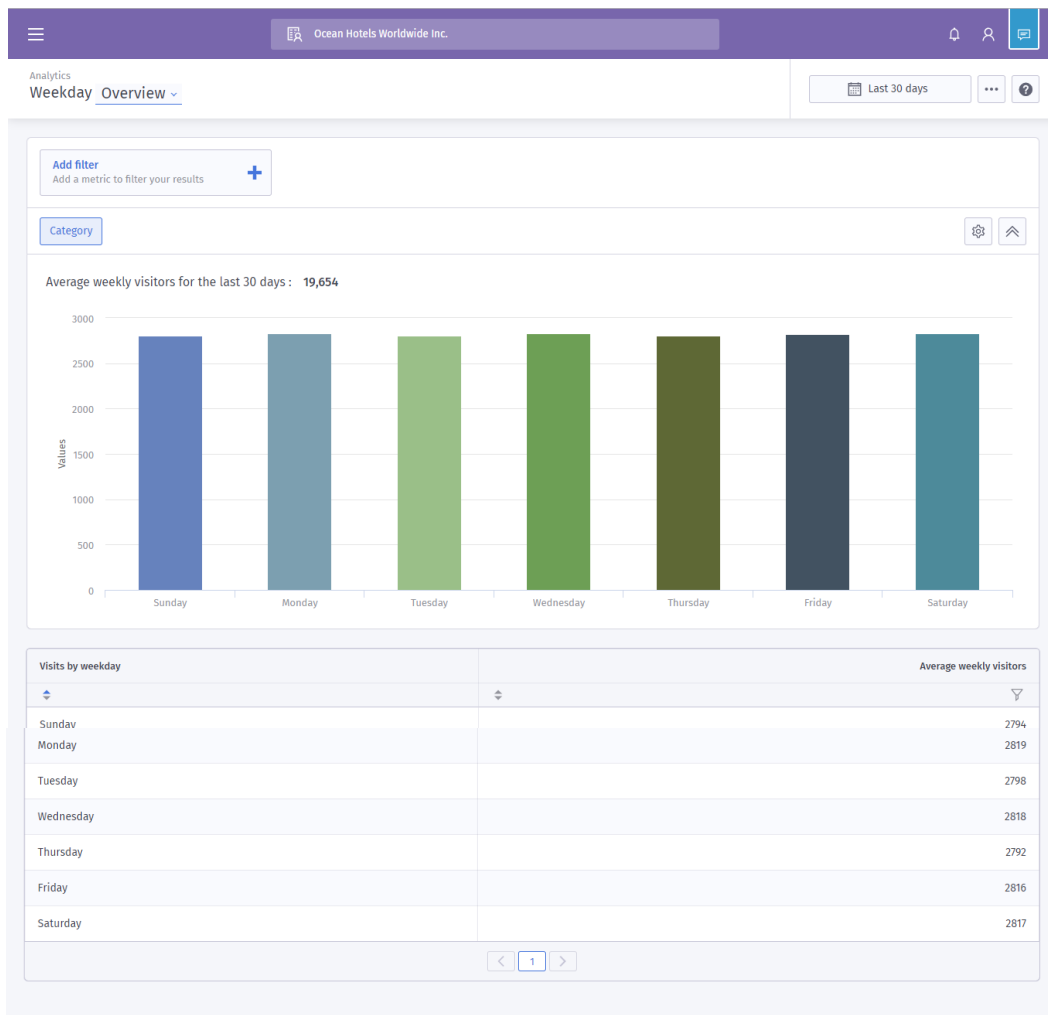 Ocean Hotels Worldwide Inc.
Analytics
Weekday Overview
Last 30 days
Add filter
Add a metric to filter your results
Category
Average weekly visitors for the last 30 days : 19,654
3000
2500
2000
1500
1000
500
0
Values
Sunday Monday Tuesday Wednesday Thursday Friday Saturday
Visits by weekday Average weekly visitors
Sunday 2794
Monday 2819
Tuesday 2798
Wednesday 2818
Thursday 2792
Friday 2816
Saturday 2817
1